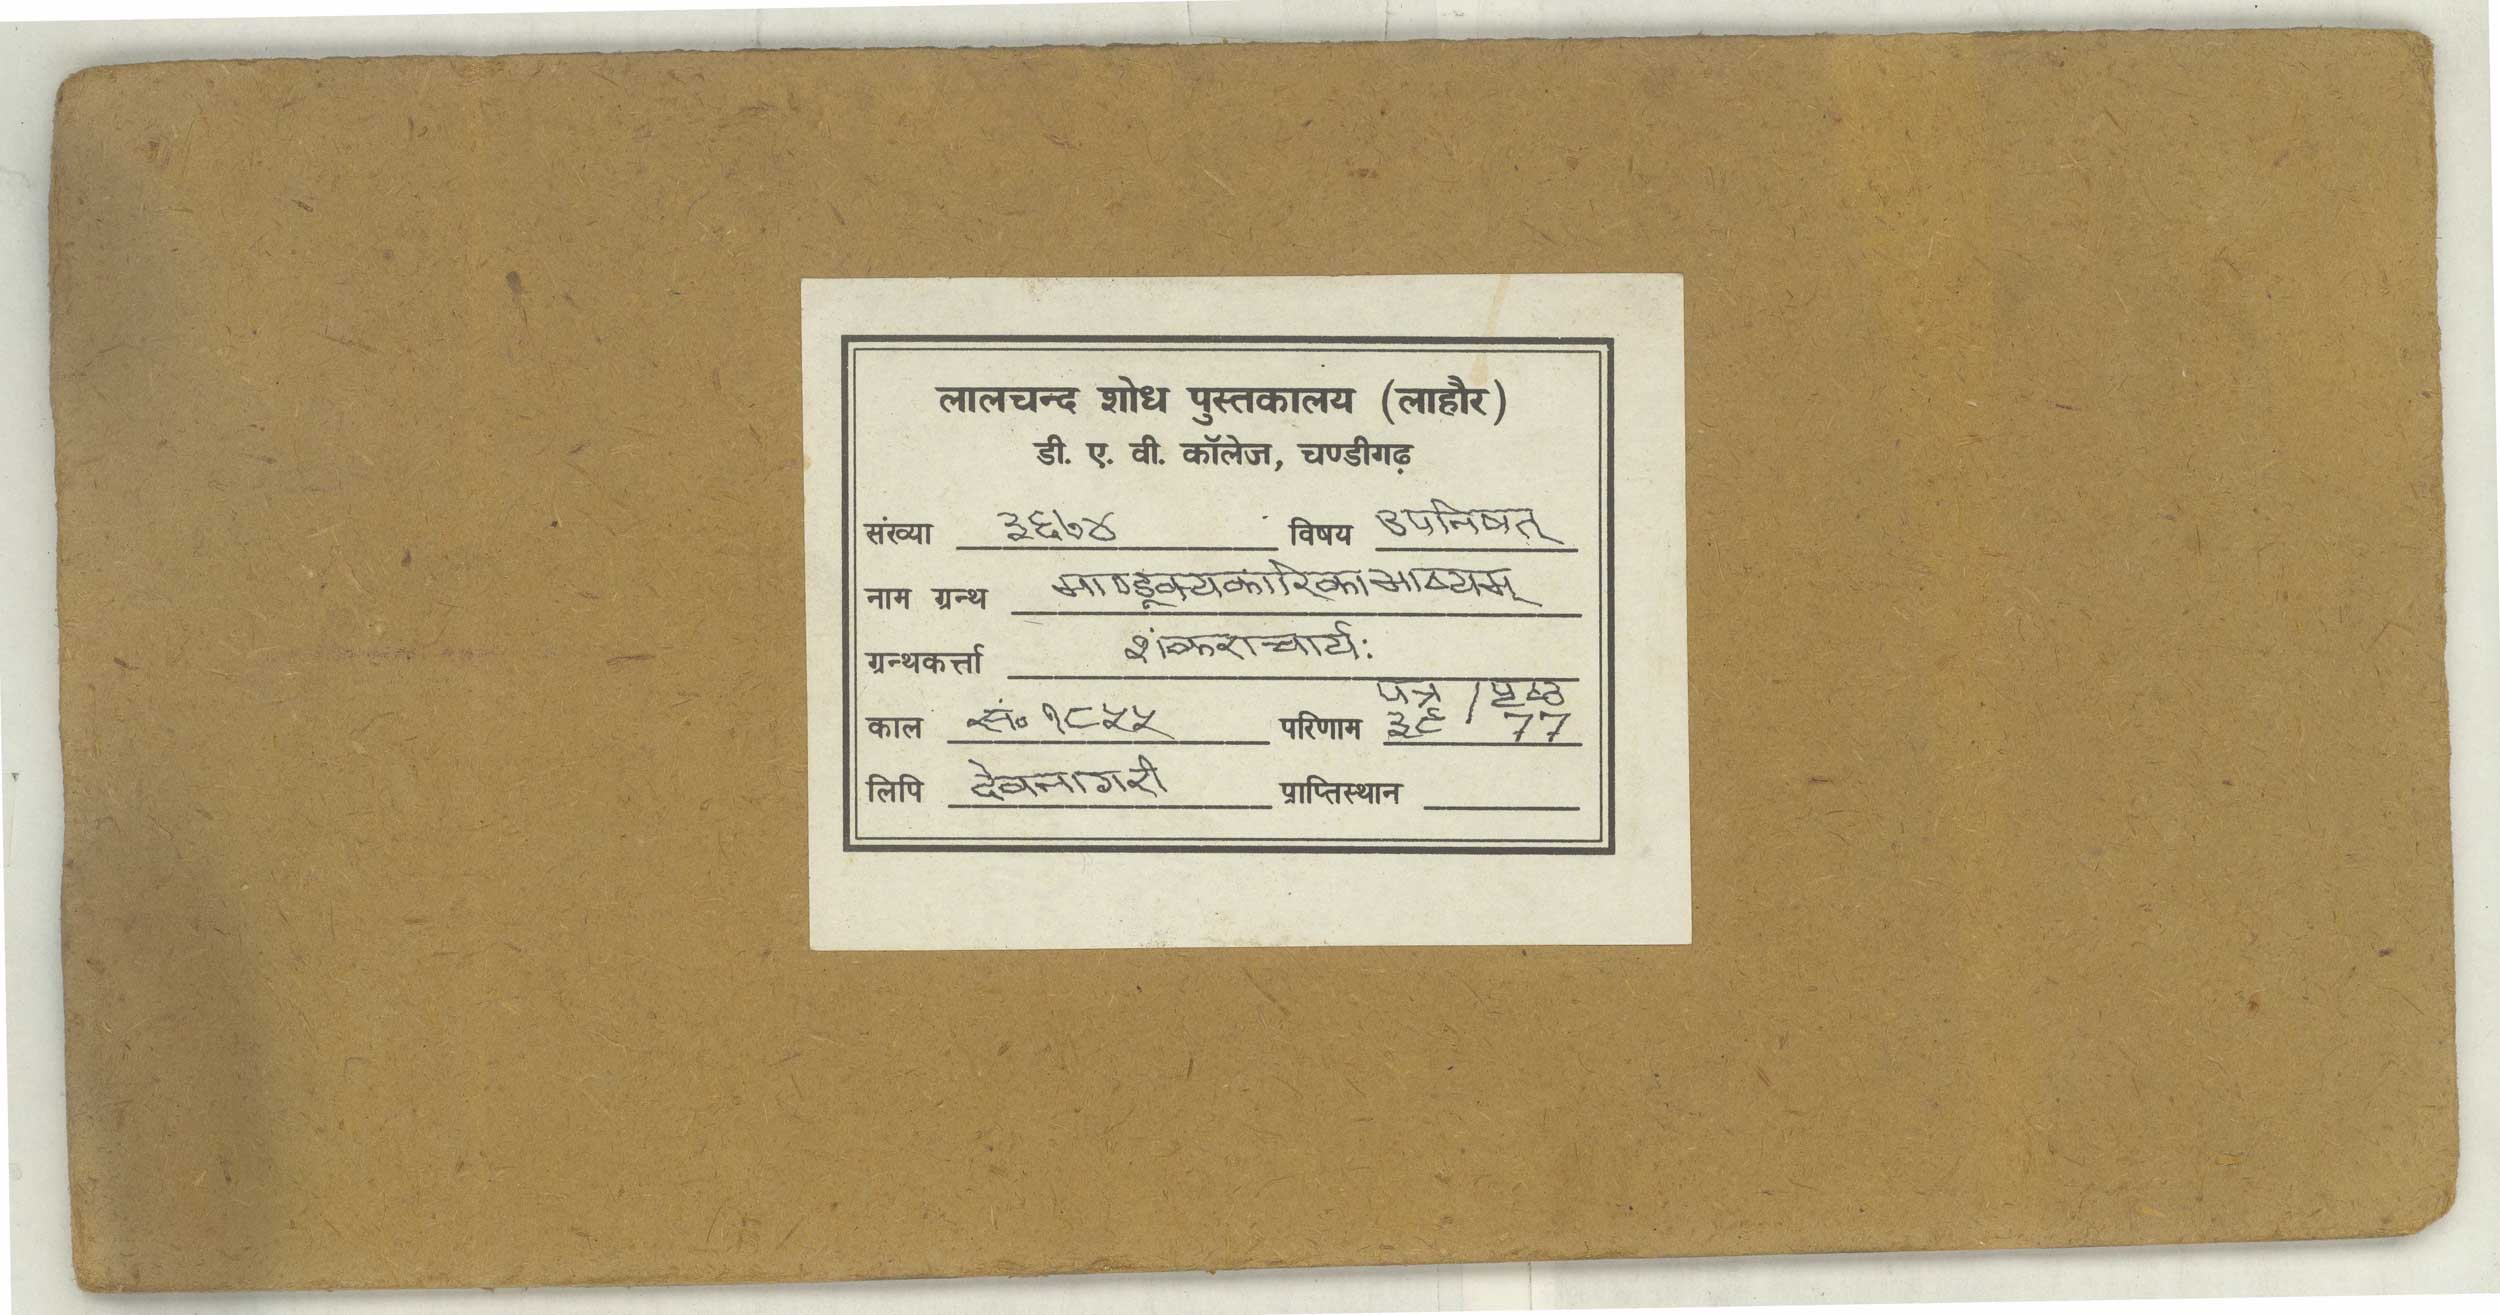 लालचन्द शोध पुस्तकालय (लाहौर)
डी. ए. वी. कॉलेज, चण्डीगढ़
संख्या ३६७४ विषय उपनिषत्
नाम ग्रन्थ माण्डूक्यकारिकाभाष्यम्
ग्रन्थकर्त्ता शंकराचार्यः
पत्र / पृष्ठ
काल सं० १८५५ परिणाम ३९ 77
लिपि देवनागरी प्राप्तिस्थान